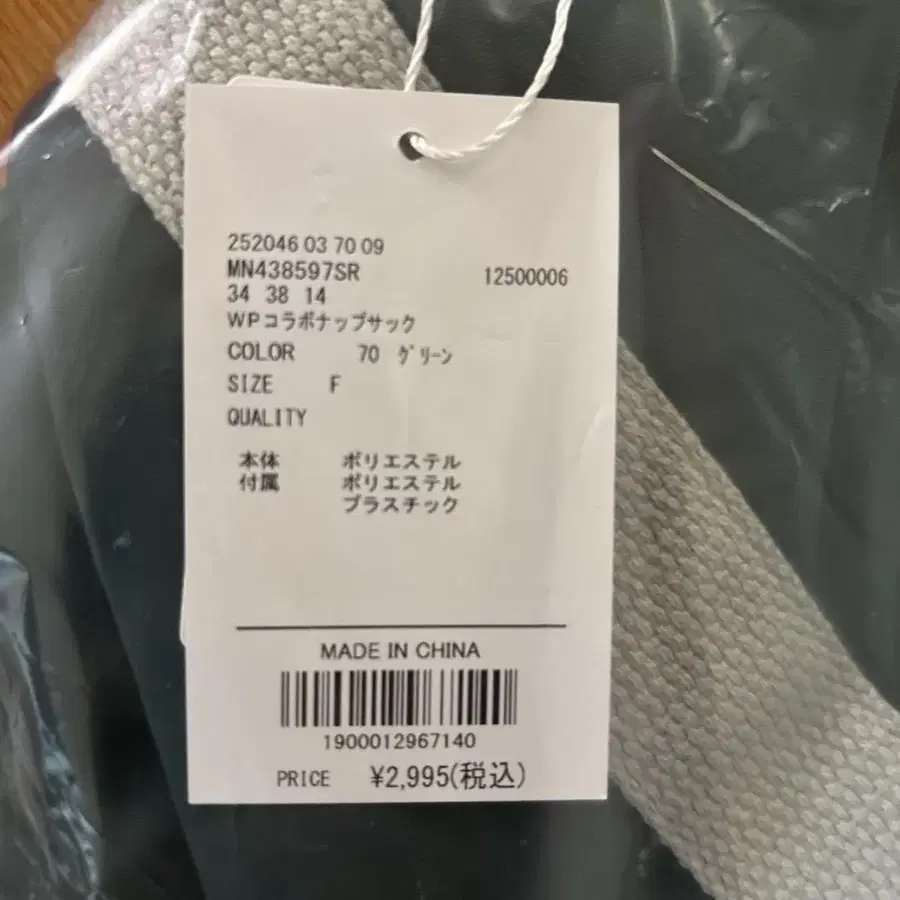 252046 03 70 09
MN438597SR 12500006
34 38 14
WPコラボナップサック
COLOR 70 グリーン
SIZE F
QUALITY
本体 ポリエステル
付属 ポリエステル
プラスチック
MADE IN CHINA
1900012967140
PRICE ¥2,995(税込)